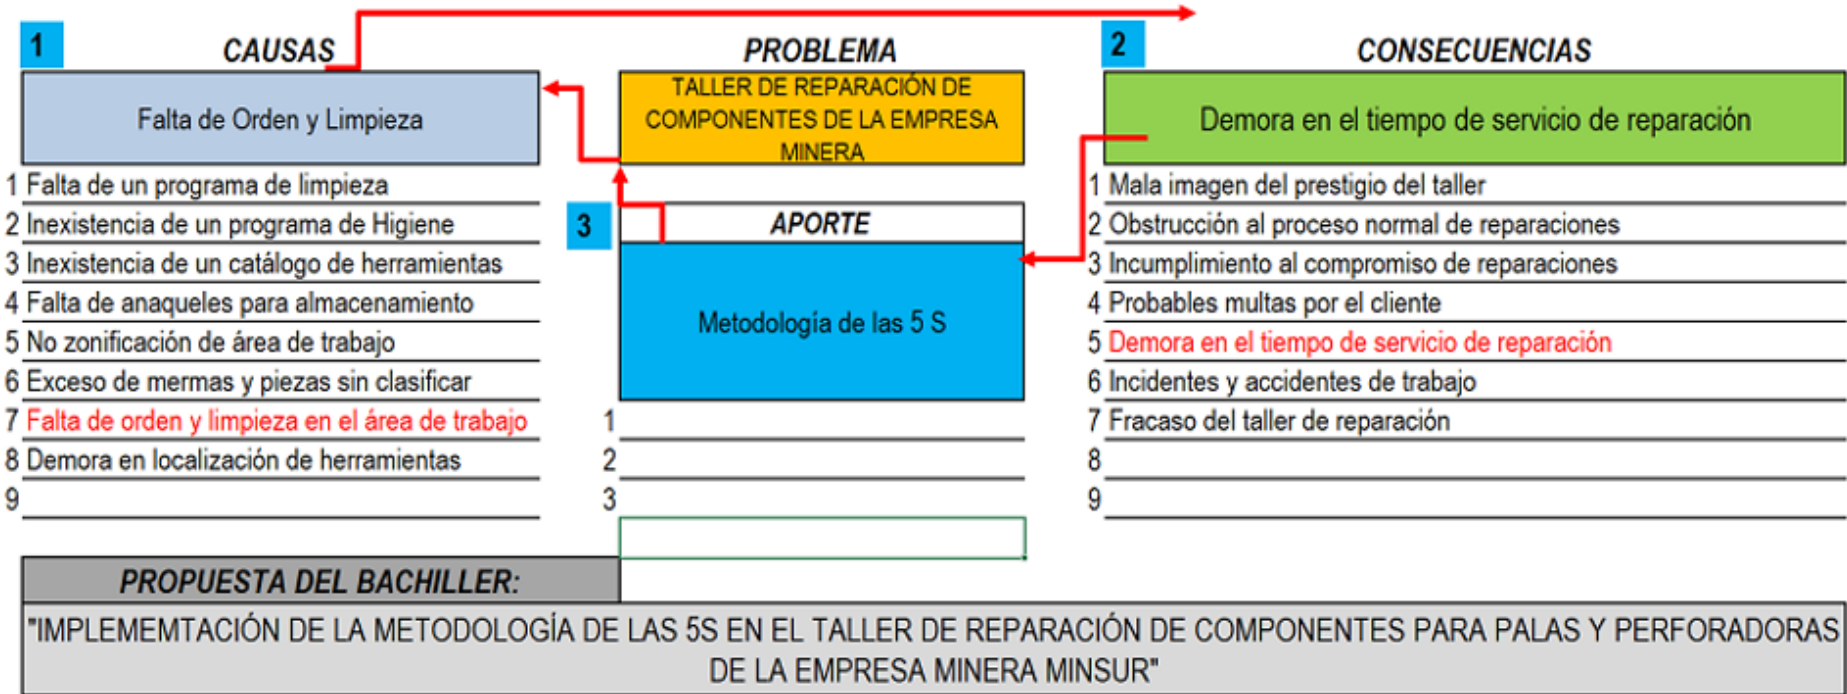 1
CAUSAS
Falta de Orden y Limpieza
1 Falta de un programa de limpieza
2 Inexistencia de un programa de Higiene
3 Inexistencia de un catálogo de herramientas
4 Falta de anaqueles para almacenamiento
5 No zonificación de área de trabajo
6 Exceso de mermas y piezas sin clasificar
7 Falta de orden y limpieza en el área de trabajo
8 Demora en localización de herramientas
9
PROBLEMA
TALLER DE REPARACIÓN DE
COMPONENTES DE LA EMPRESA
MINERA
3
APORTE
Metodología de las 5 S
1
2
3
2
CONSECUENCIAS
Demora en el tiempo de servicio de reparación
1 Mala imagen del prestigio del taller
2 Obstrucción al proceso normal de reparaciones
3 Incumplimiento al compromiso de reparaciones
4 Probables multas por el cliente
5 Demora en el tiempo de servicio de reparación
6 Incidentes y accidentes de trabajo
7 Fracaso del taller de reparación
8
9
PROPUESTA DEL BACHILLER:
"IMPLEMEMTACIÓN DE LA METODOLOGÍA DE LAS 5S EN EL TALLER DE REPARACIÓN DE COMPONENTES PARA PALAS Y PERFORADORAS
DE LA EMPRESA MINERA MINSUR"